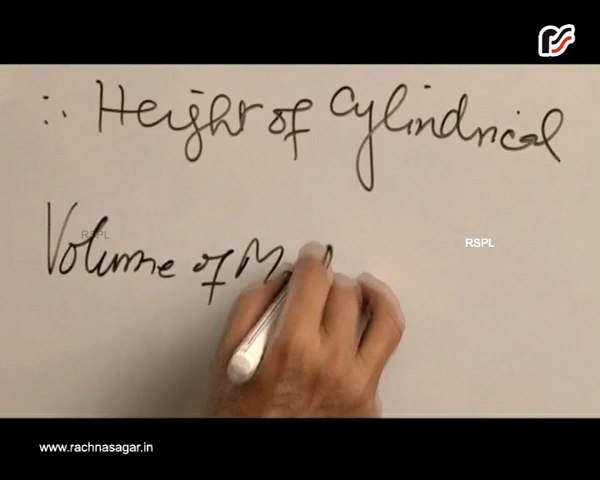 ∴ Height of Cylindrical
RSPL
RSPL
Volume of
www.rachnasagar.in